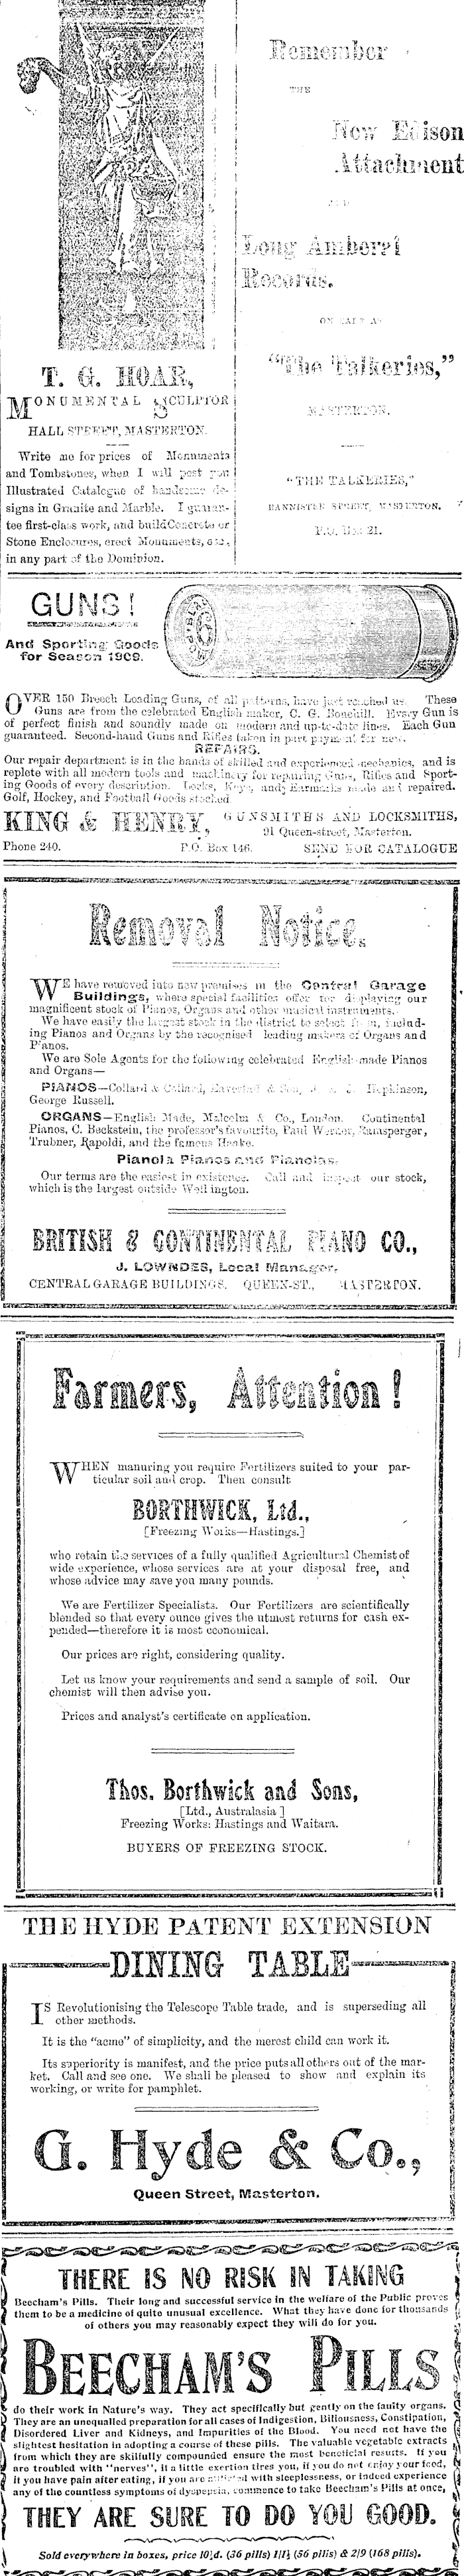 T. G. HOAR,
MONUMENTAL SCULPTOR
HALL STREET, MASTERTON.
Write me for prices of Monuments
and Tombstones, when I will post you
Illustrated Catalogue of handsome de-
signs in Granite and Marble. I guaran-
tee first-class work, and build Concrete or
Stone Enclosures, erect Monuments, &c.,
in any part of the Dominion.
Remember
THE
New Edison
Attachment
AND
Long Amberol
Records.
ON SALE AT
"The Talkeries,"
MASTERTON.
"THE TALKERIES,"
BANNISTER STREET, MASTERTON.
P.O. Box 21.
GUNS!
And Sporting Goods
for Season 1909.
OVER 150 Breech Loading Guns, of all patterns, have just reached us. These
Guns are from the celebrated English maker, C. G. Bonehill. Every Gun is
of perfect finish and soundly made on modern and up-to-date lines. Each Gun
guaranteed. Second-hand Guns and Rifles taken in part payment for new.
REPAIRS.
Our repair department is in the hands of skilled and experienced mechanics, and is
replete with all modern tools and machinery for repairing Guns, Rifles and Sport-
ing Goods of every description. Locks, Keys, and Earmarks made and repaired.
Golf, Hockey, and Football Goods stocked.
KING & HENRY, GUNSMITHS AND LOCKSMITHS,
91 Queen-street, Masterton.
Phone 240. P.O. Box 146. SEND FOR CATALOGUE
Removal Notice.
WE have removed into new premises in the Central Garage
Buildings, where special facilities offer for displaying our
magnificent stock of Pianos, Organs and other musical instruments.
We have easily the largest stock in the district to select from, includ-
ing Pianos and Organs by the recognised leading makers of Organs and
Pianos.
We are Sole Agents for the following celebrated English-made Pianos
and Organs—
PIANOS—Collard & Collard, & Son, J. Hopkinson,
George Russell.
ORGANS—English Made, Malcolm & Co., London. Continental
Pianos, C. Beckstein, the professor's favourite, Paul Werner, Mansperger,
Trubner, Rapoldi, and the famous Haake.
Pianola Pianos and Pianolas.
Our terms are the easiest in existence. Call and inspect our stock,
which is the largest outside Wellington.
BRITISH & CONTINENTAL PIANO CO.,
J. LOWNDES, Local Manager,
CENTRAL GARAGE BUILDINGS. QUEEN-ST., MASTERTON.
Farmers, Attention!
WHEN manuring you require Fertilizers suited to your par-
ticular soil and crop. Then consult
BORTHWICK, Ltd.,
[Freezing Works—Hastings.]
who retain the services of a fully qualified Agricultural Chemist of
wide experience, whose services are at your disposal free, and
whose advice may save you many pounds.
We are Fertilizer Specialists. Our Fertilizers are scientifically
blended so that every ounce gives the utmost returns for cash ex-
pended—therefore it is most economical.
Our prices are right, considering quality.
Let us know your requirements and send a sample of soil. Our
chemist will then advise you.
Prices and analyst's certificate on application.
Thos. Borthwick and Sons,
[Ltd., Australasia]
Freezing Works: Hastings and Waitara.
BUYERS OF FREEZING STOCK.
THE HYDE PATENT EXTENSION
DINING TABLE
IS Revolutionising the Telescope Table trade, and is superseding all
other methods.
It is the "acme" of simplicity, and the merest child can work it.
Its superiority is manifest, and the price puts all others out of the mar-
ket. Call and see one. We shall be pleased to show and explain its
working, or write for pamphlet.
G. Hyde & Co.,
Queen Street, Masterton.
THERE IS NO RISK IN TAKING
Beecham's Pills. Their long and successful service in the welfare of the Public proves
them to be a medicine of quite unusual excellence. What they have done for thousands
of others you may reasonably expect they will do for you.
BEECHAM'S PILLS
do their work in Nature's way. They act specifically but gently on the faulty organs.
They are an unequalled preparation for all cases of Indigestion, Biliousness, Constipation,
Disordered Liver and Kidneys, and Impurities of the Blood. You need not have the
slightest hesitation in adopting a course of these pills. The valuable vegetable extracts
from which they are skilfully compounded ensure the most beneficial results. If you
are troubled with "nerves", if a little exertion tires you, if you do not enjoy your food,
if you have pain after eating, if you are afflicted with sleeplessness, or indeed experience
any of the countless symptoms of dyspepsia, commence to take Beecham's Pills at once,
THEY ARE SURE TO DO YOU GOOD.
Sold everywhere in boxes, price 10½d. (36 pills) 1/1½ (56 pills) & 2/9 (168 pills).